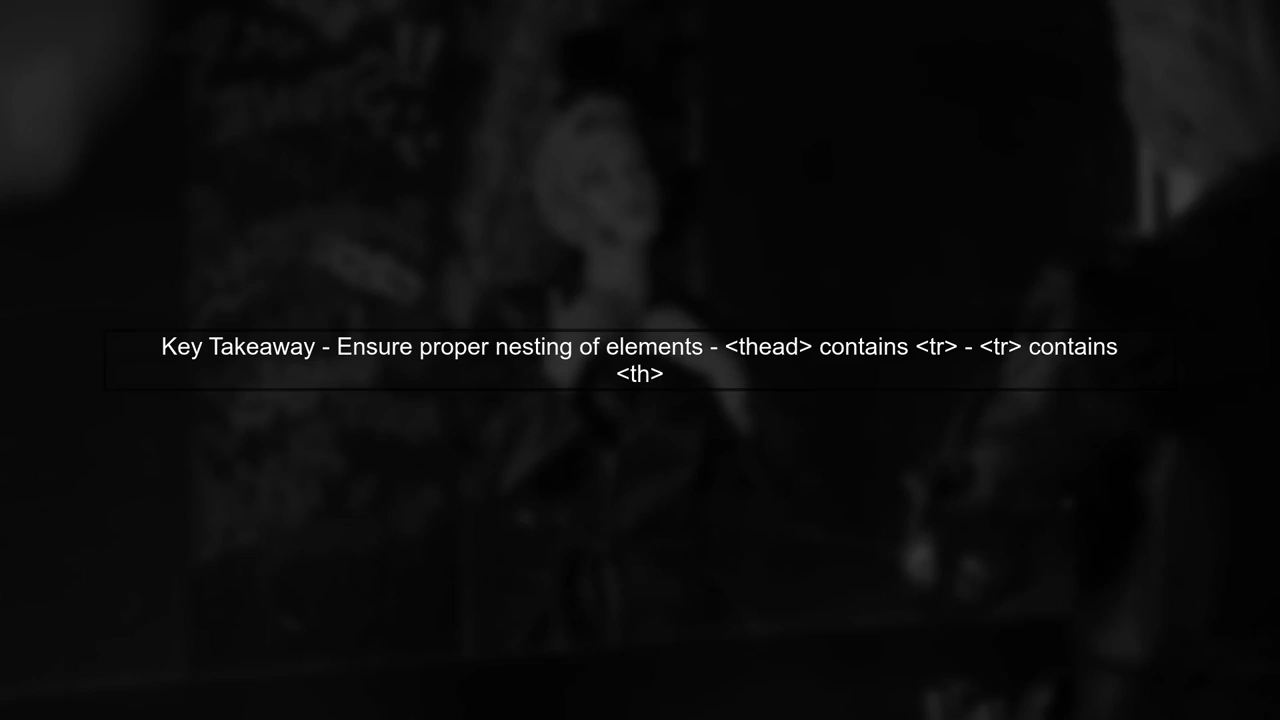 Key Takeaway - Ensure proper nesting of elements - <thead> contains <tr> - <tr> contains
<th>